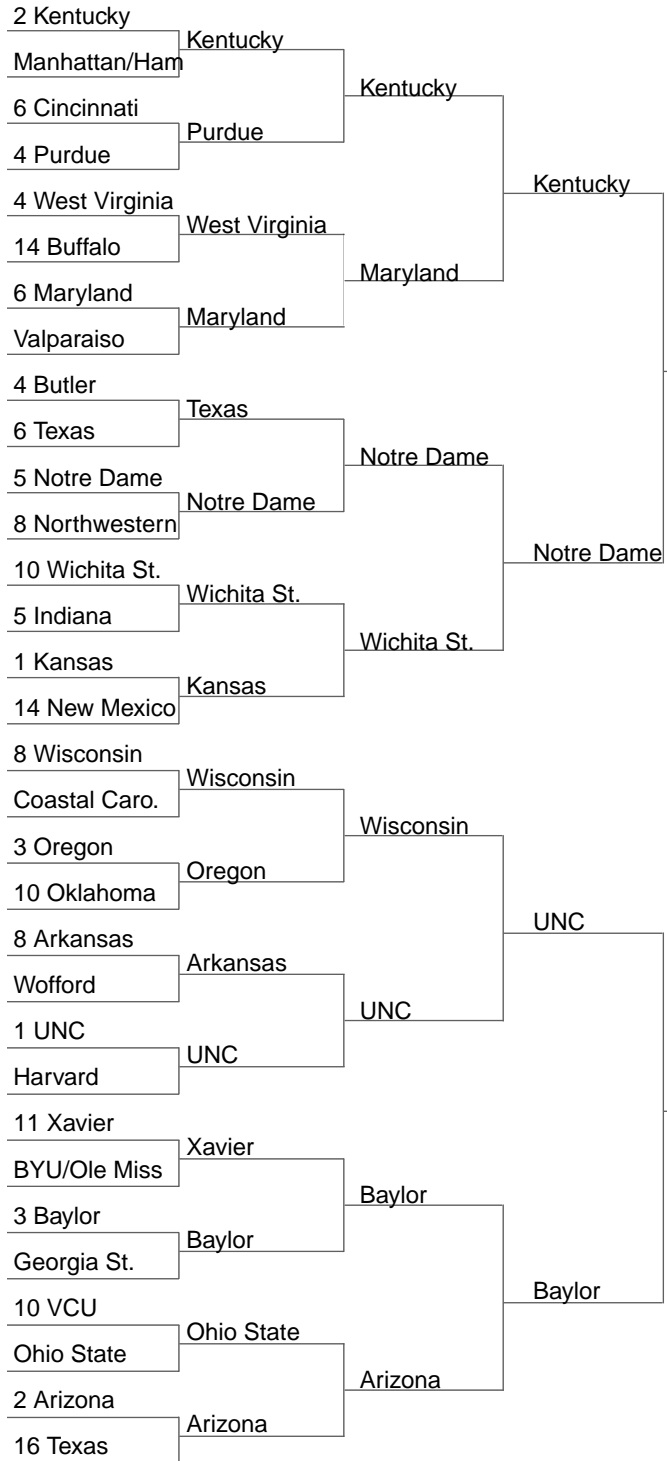 2 Kentucky
Kentucky
Manhattan/Ham
Kentucky
6 Cincinnati
Purdue
4 Purdue
Kentucky
4 West Virginia
West Virginia
14 Buffalo
Maryland
6 Maryland
Maryland
Valparaiso
4 Butler
Texas
6 Texas
Notre Dame
5 Notre Dame
Notre Dame
8 Northwestern
Notre Dame
10 Wichita St.
Wichita St.
5 Indiana
Wichita St.
1 Kansas
Kansas
14 New Mexico
8 Wisconsin
Wisconsin
Coastal Caro.
Wisconsin
3 Oregon
Oregon
10 Oklahoma
UNC
8 Arkansas
Arkansas
Wofford
UNC
1 UNC
UNC
Harvard
11 Xavier
Xavier
BYU/Ole Miss
Baylor
3 Baylor
Baylor
Georgia St.
Baylor
10 VCU
Ohio State
Ohio State
Arizona
2 Arizona
Arizona
16 Texas